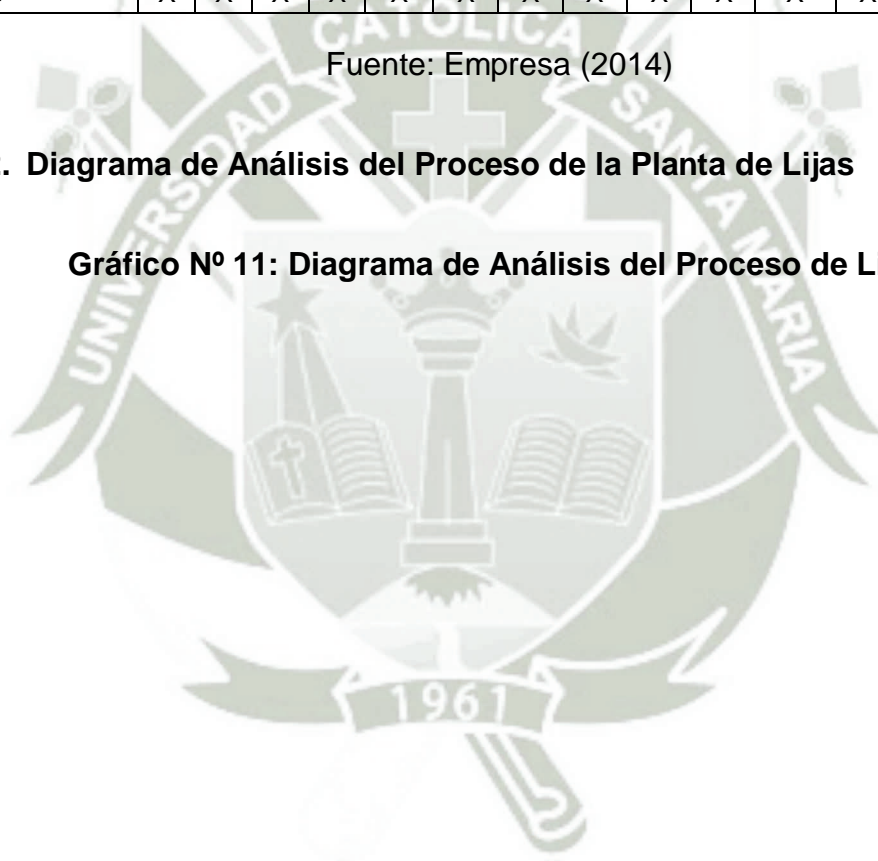 X X X X X X X X X X X X
Fuente: Empresa (2014)
. Diagrama de Análisis del Proceso de la Planta de Lijas
Gráfico Nº 11: Diagrama de Análisis del Proceso de Li
UNIVERSIDAD CATOLICA SANTA MARIA
1961